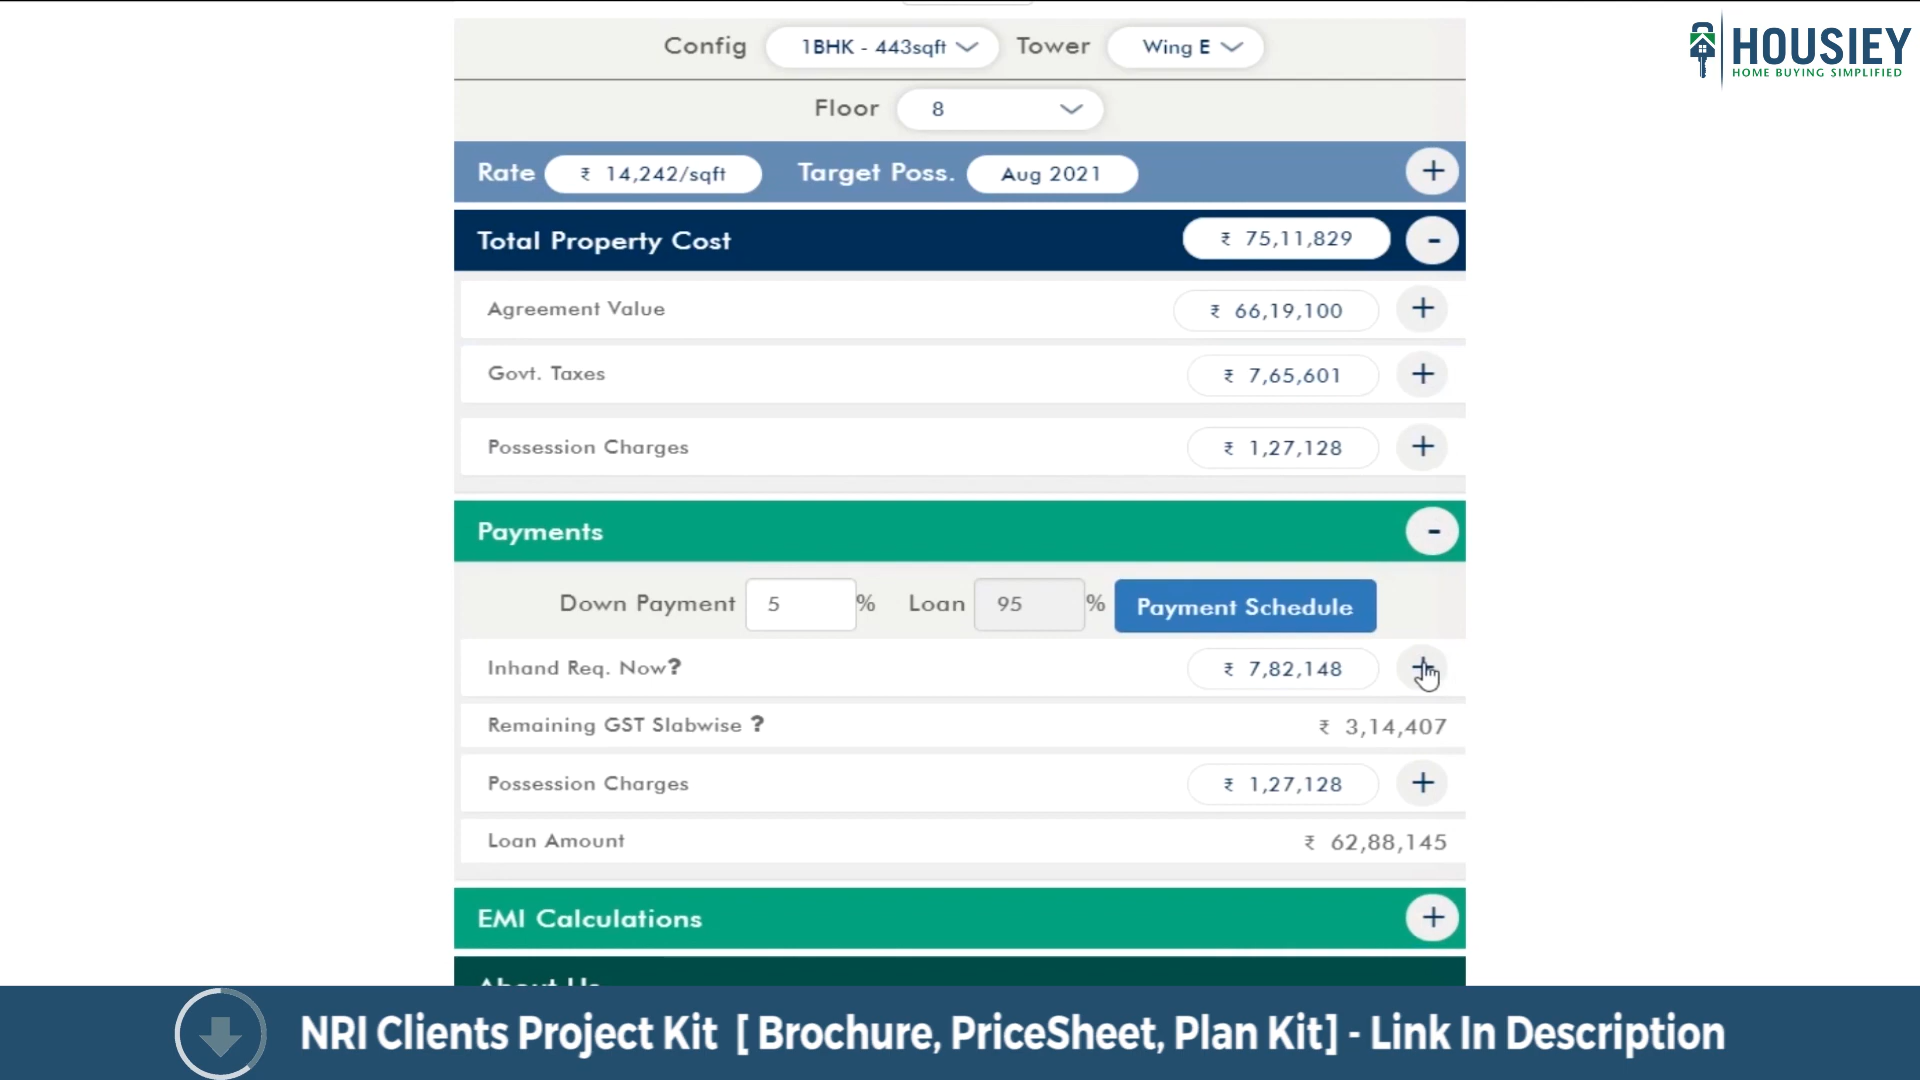 Config 1BHK - 443sqft Tower Wing E
HOUSIEY
HOME BUYING SIMPLIFIED
Floor 8
Rate ₹ 14,242/sqft Target Poss. Aug 2021 +
Total Property Cost ₹ 75,11,829 -
Agreement Value ₹ 66,19,100 +
Govt. Taxes ₹ 7,65,601 +
Possession Charges ₹ 1,27,128 +
Payments -
Down Payment 5 % Loan 95 % Payment Schedule
Inhand Req. Now? ₹ 7,82,148 +
Remaining GST Slabwise ? ₹ 3,14,407
Possession Charges ₹ 1,27,128 +
Loan Amount ₹ 62,88,145
EMI Calculations +
About Us
NRI Clients Project Kit [ Brochure, PriceSheet, Plan Kit] - Link In Description